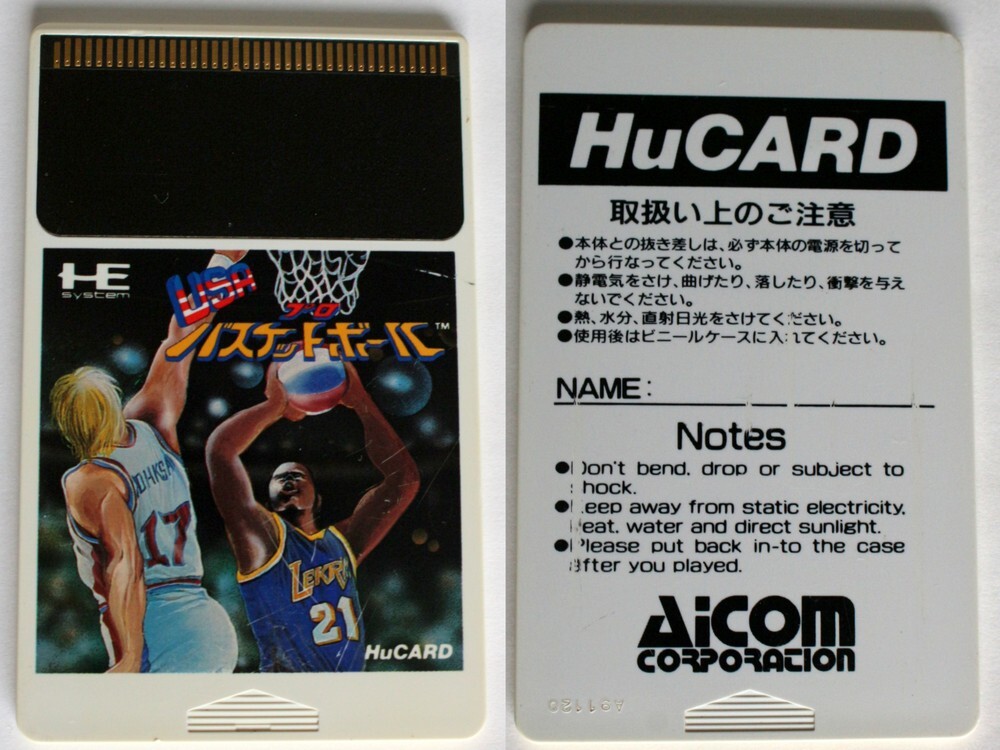 HE
system
USA
プロ
バスケットボール™
17
LEKRA
21
HuCARD
HuCARD
取扱い上のご注意
●本体との抜き差しは、必ず本体の電源を切って
から行なってください。
●静電気をさけ、曲げたり、落したり、衝撃を与え
ないでください。
●熱、水分、直射日光をさけてください。
●使用後はビニールケースに入れてください。
NAME:
Notes
●Don't bend, drop or subject to
shock.
●Keep away from static electricity,
heat, water and direct sunlight.
●Please put back in-to the case
after you played.
AiCOM
CORPORATION